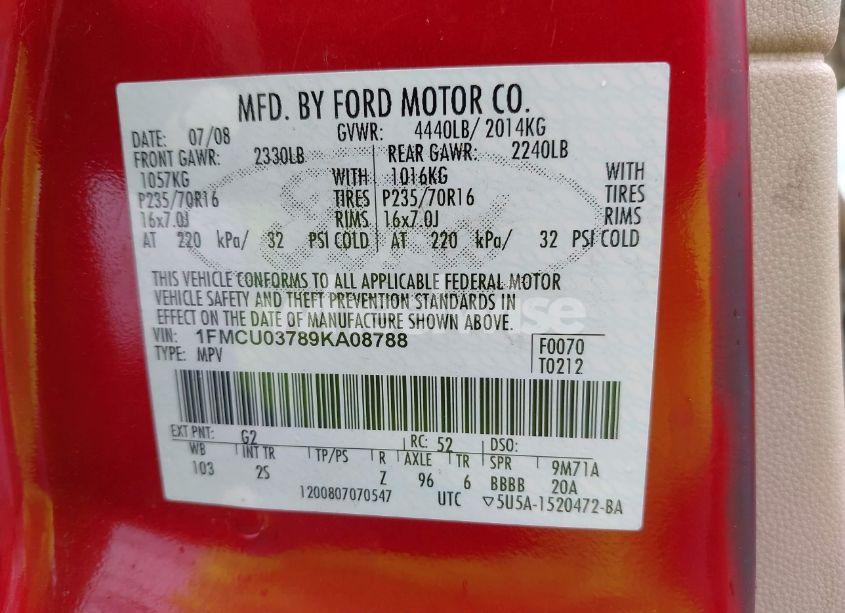 MFD. BY FORD MOTOR CO.
DATE: 07/08 GVWR: 4440LB/ 2014KG
FRONT GAWR: 2330LB REAR GAWR: 2240LB
1057KG WITH 1016KG WITH
P235/70R16 TIRES P235/70R16 TIRES
16x7.0J RIMS 16x7.0J RIMS
AT 220 kPa/ 32 PSI COLD AT 220 kPa/ 32 PSI COLD
THIS VEHICLE CONFORMS TO ALL APPLICABLE FEDERAL MOTOR
VEHICLE SAFETY AND THEFT PREVENTION STANDARDS IN
EFFECT ON THE DATE OF MANUFACTURE SHOWN ABOVE.
VIN: 1FMCU03789KA08788 F0070
TYPE: MPV T0212
EXT PNT: G2 RC: 52 DSO:
WB INT TR TP/PS R AXLE TR SPR 9M71A
103 2S Z 96 6 BBBB 20A
1200807070547 UTC ▽5U5A-1520472-BA